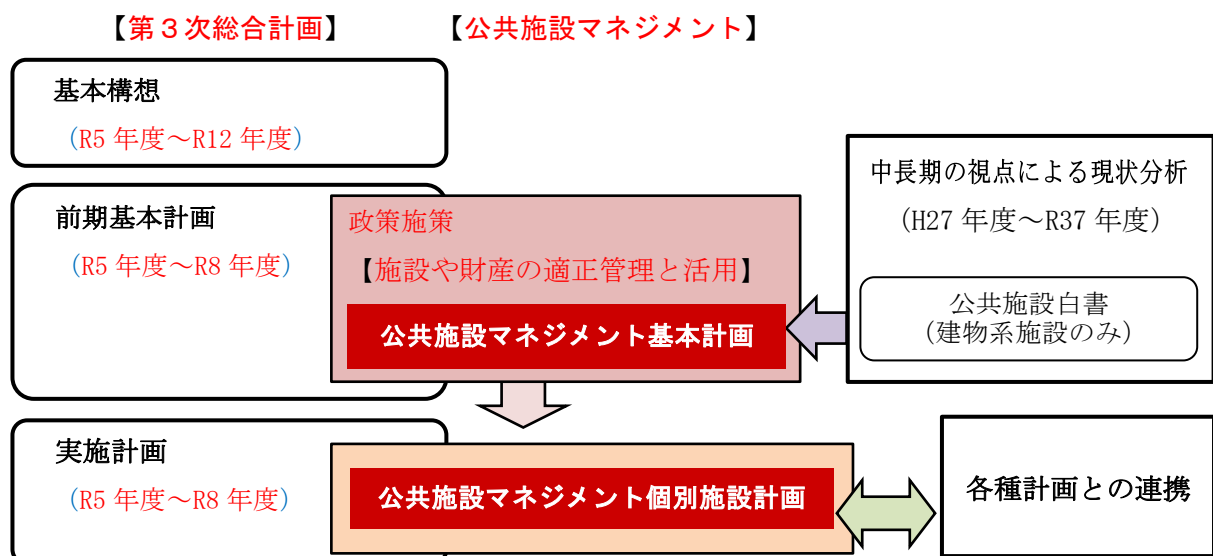 【第３次総合計画】 【公共施設マネジメント】
基本構想
（R5 年度～R12 年度）
前期基本計画
（R5 年度～R8 年度）
政策施策
【施設や財産の適正管理と活用】
公共施設マネジメント基本計画
中長期の視点による現状分析
（H27 年度～R37 年度）
公共施設白書
（建物系施設のみ）
実施計画
（R5 年度～R8 年度）
公共施設マネジメント個別施設計画
各種計画との連携